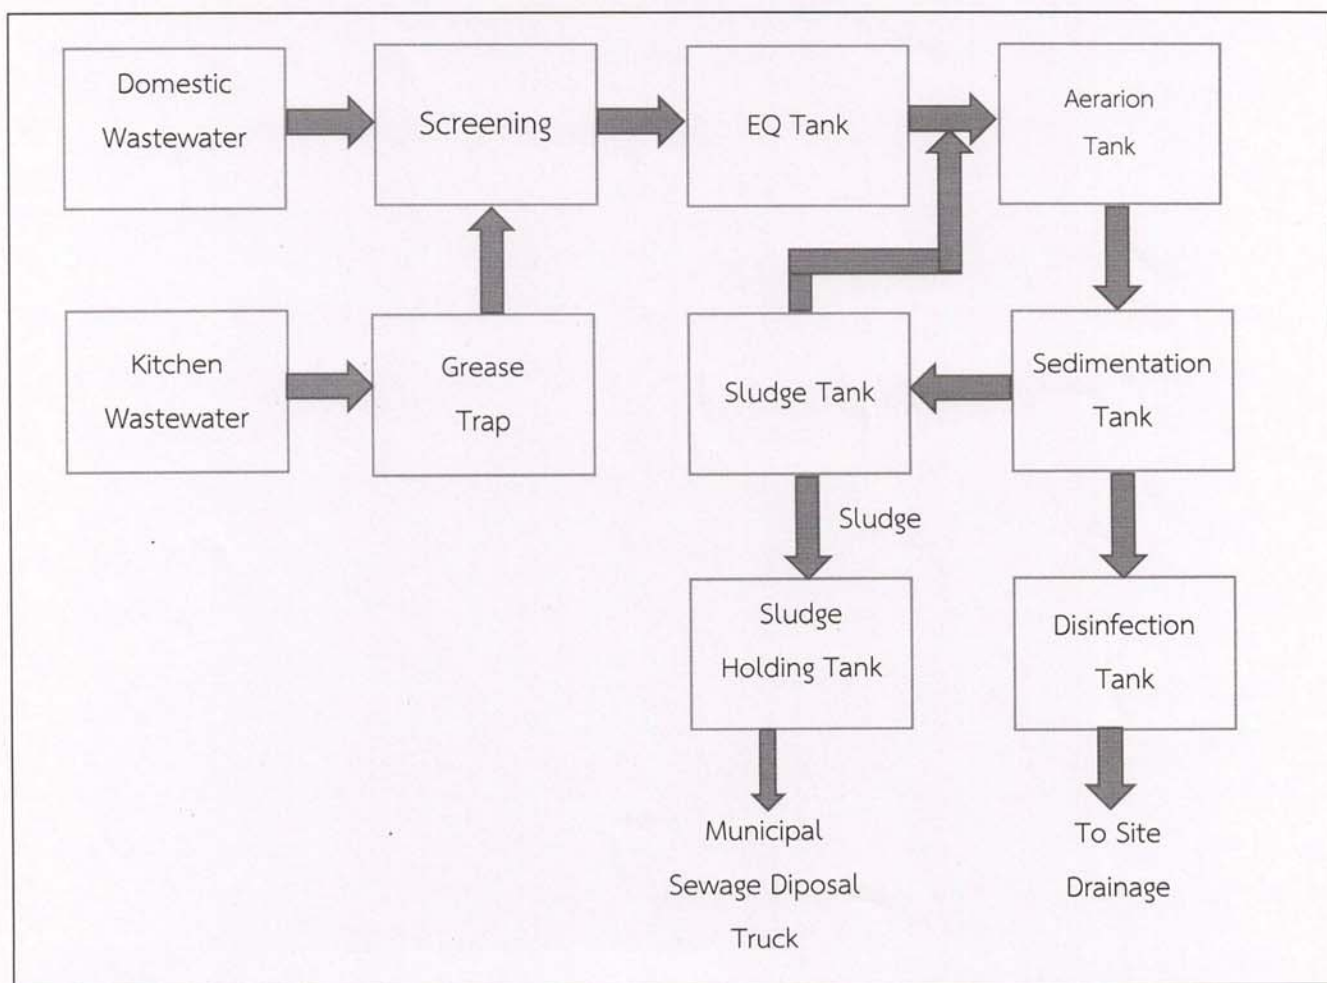 Domestic
Wastewater
Screening
EQ Tank
Aerarion
Tank
Kitchen
Wastewater
Grease
Trap
Sludge Tank
Sedimentation
Tank
Sludge
Sludge
Holding Tank
Disinfection
Tank
Municipal
Sewage Diposal
Truck
To Site
Drainage